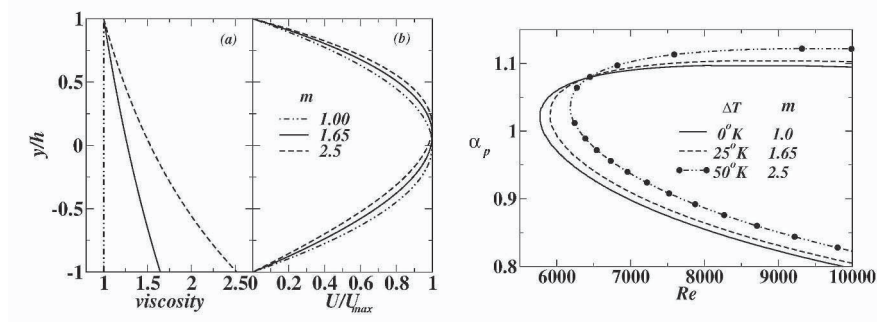 1
(a)
(b)
0.5
m
1.00
1.65
2.5
y/h
0
-0.5
-1
1 1.5 2 2.5
0.2 0.4 0.6 0.8 1
viscosity
U/Umax
1.1
1
αp
0.9
0.8
ΔT m
0°K 1.0
25°K 1.65
50°K 2.5
6000 7000 8000 9000 10000
Re